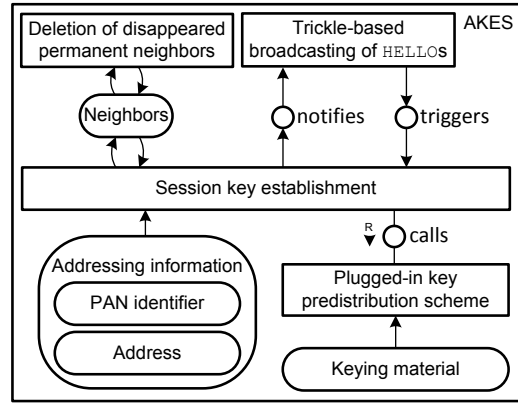 AKES
Deletion of disappeared
permanent neighbors
Trickle-based
broadcasting of HELLOs
Neighbors
notifies
triggers
Session key establishment
R
calls
Addressing information
PAN identifier
Address
Plugged-in key
predistribution scheme
Keying material